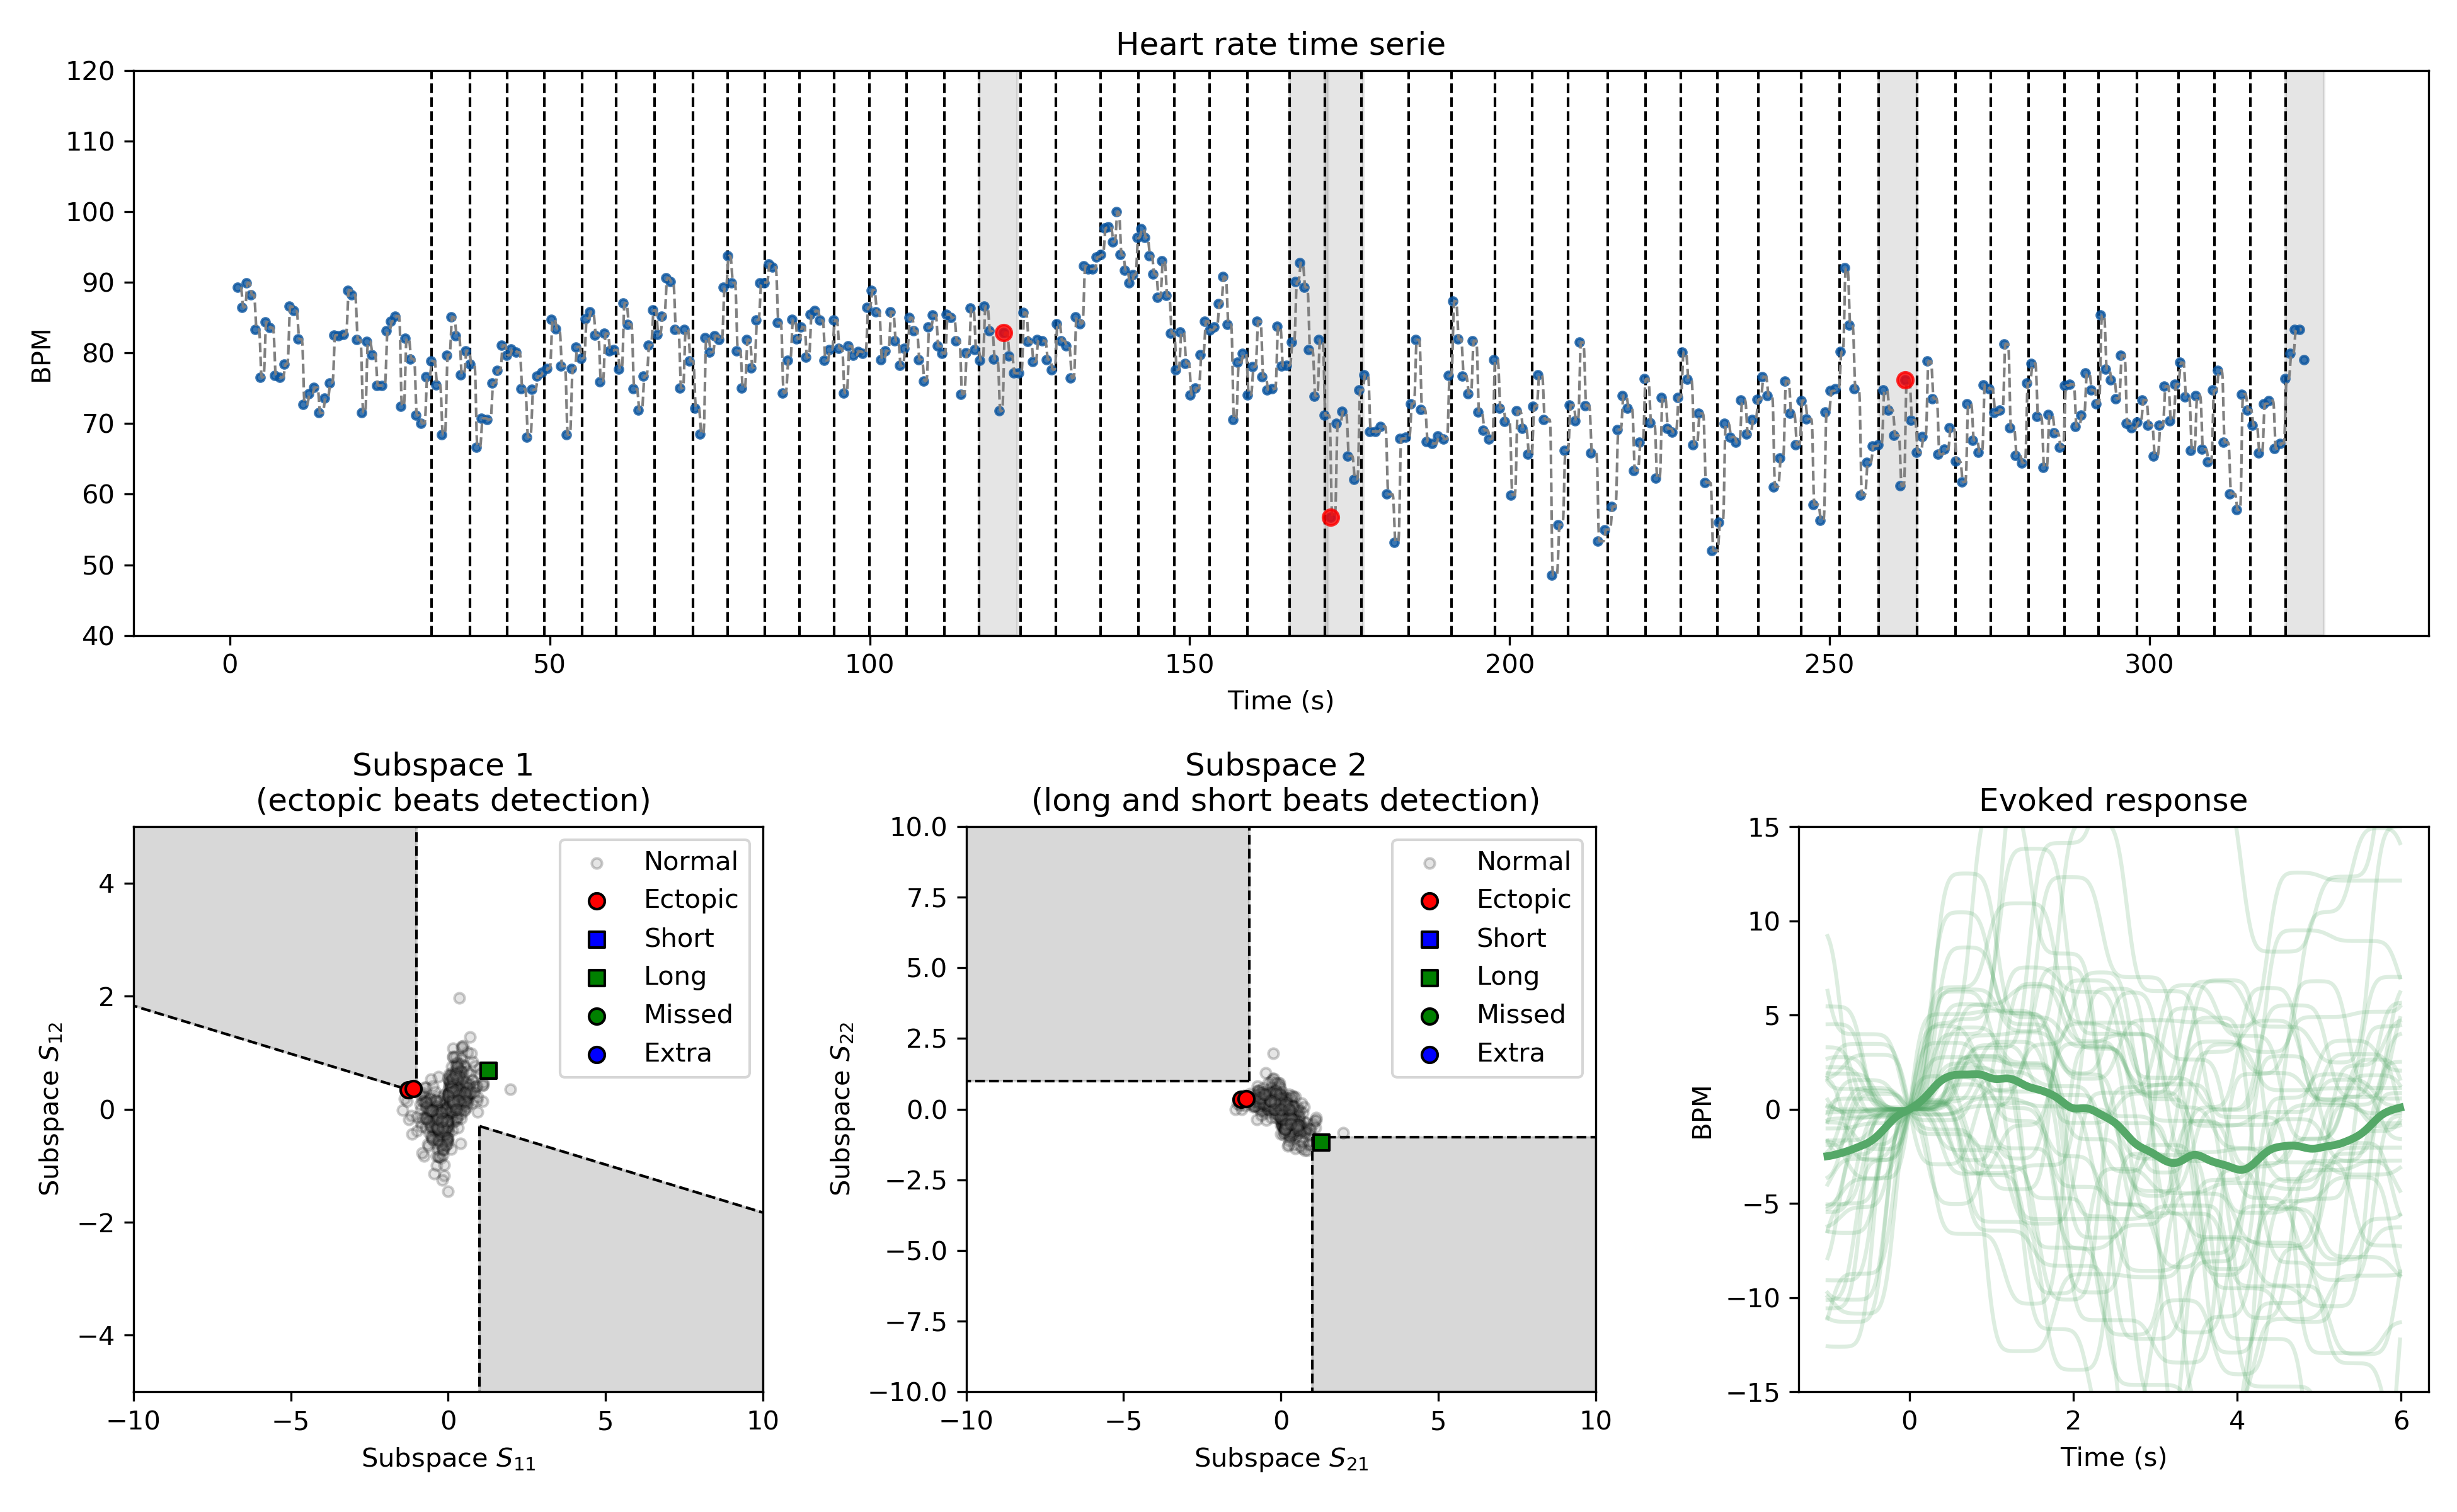 Heart rate time serie
120
110
100
90
80
70
60
50
40
BPM
0 50 100 150 200 250 300
Time (s)
Subspace 1
(ectopic beats detection)
4
2
0
−2
−4
Subspace S12
Normal
Ectopic
Short
Long
Missed
Extra
−10 −5 0 5 10
Subspace S11
Subspace 2
(long and short beats detection)
10.0
7.5
5.0
2.5
0.0
−2.5
−5.0
−7.5
−10.0
Subspace S22
Normal
Ectopic
Short
Long
Missed
Extra
−10 −5 0 5 10
Subspace S21
Evoked response
15
10
5
0
−5
−10
−15
BPM
0 2 4 6
Time (s)